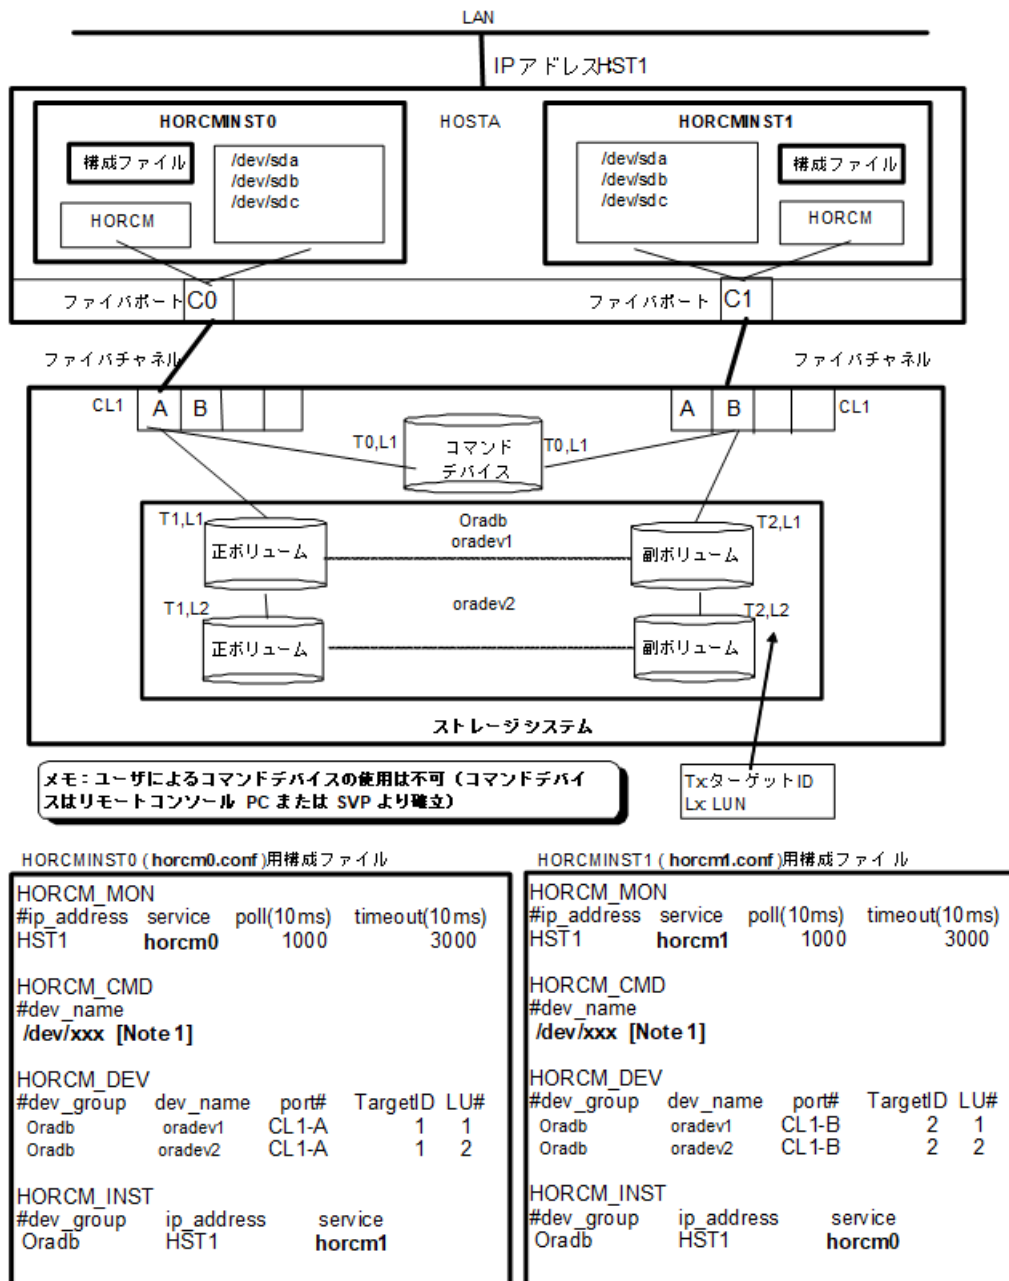 LAN
IPアドレスHST1
HORCMINST0
HOSTA
HORCMINST1
構成ファイル
/dev/sda
/dev/sdb
/dev/sdc
HORCM
/dev/sda
/dev/sdb
/dev/sdc
構成ファイル
HORCM
ファイバポート
C0
ファイバポート
C1
ファイバチャネル
ファイバチャネル
CL1
A
B
A
B
CL1
T0,L1
コマンド
デバイス
T0,L1
T1,L1
正ボリューム
Oradb
oradev1
T2,L1
副ボリューム
T1,L2
正ボリューム
oradev2
T2,L2
副ボリューム
ストレージシステム
メモ：ユーザによるコマンドデバイスの使用は不可（コマンドデバイ
スはリモートコンソール PC または SVP より確立）
Tx:ターゲットID
Lx: LUN
HORCMINST0 ( horcm0.conf )用構成ファイル
HORCM_MON
#ip_address service poll(10ms) timeout(10ms)
HST1 horcm0 1000 3000
HORCM_CMD
#dev_name
/dev/xxx [Note 1]
HORCM_DEV
#dev_group dev_name port# TargetID LU#
Oradb oradev1 CL1-A 1 1
Oradb oradev2 CL1-A 1 2
HORCM_INST
#dev_group ip_address service
Oradb HST1 horcm1
HORCMINST1 ( horcm1.conf )用構成ファイル
HORCM_MON
#ip_address service poll(10ms) timeout(10ms)
HST1 horcm1 1000 3000
HORCM_CMD
#dev_name
/dev/xxx [Note 1]
HORCM_DEV
#dev_group dev_name port# TargetID LU#
Oradb oradev1 CL1-B 2 1
Oradb oradev2 CL1-B 2 2
HORCM_INST
#dev_group ip_address service
Oradb HST1 horcm0